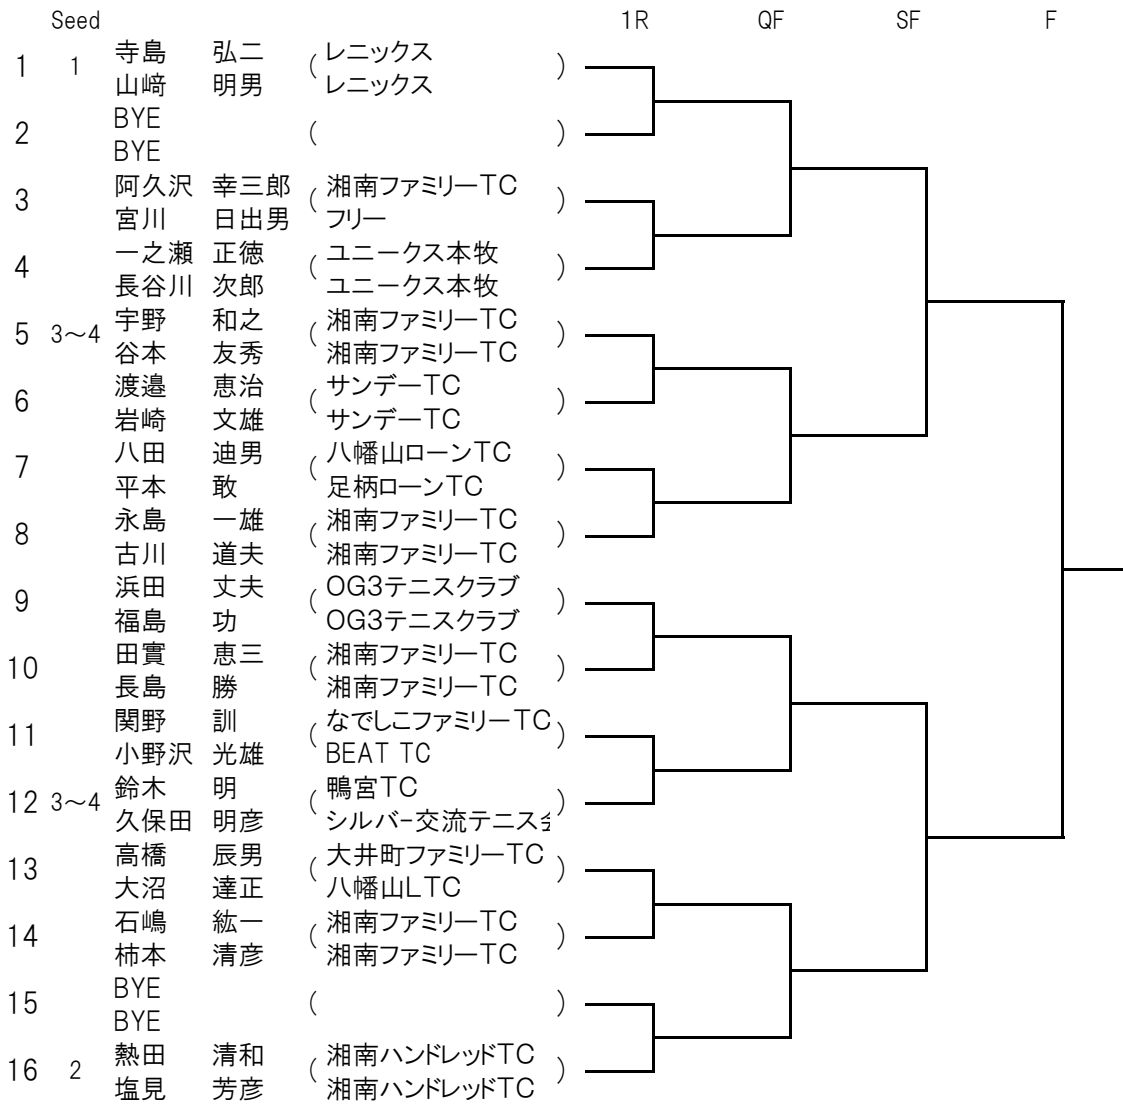 Seed 1R QF SF F
1 1 寺島 弘二 ( レニックス )
山﨑 明男 レニックス
2 BYE ( )
BYE
3 阿久沢 幸三郎 ( 湘南ファミリーTC )
宮川 日出男 フリー
4 一之瀬 正徳 ( ユニークス本牧 )
長谷川 次郎 ユニークス本牧
5 3～4 宇野 和之 ( 湘南ファミリーTC )
谷本 友秀 湘南ファミリーTC
6 渡邉 恵治 ( サンデーTC )
岩崎 文雄 サンデーTC
7 八田 迪男 ( 八幡山ローンTC )
平本 敢 足柄ローンTC
8 永島 一雄 ( 湘南ファミリーTC )
古川 道夫 湘南ファミリーTC
9 浜田 丈夫 ( OG3テニスクラブ )
福島 功 OG3テニスクラブ
10 田實 恵三 ( 湘南ファミリーTC )
長島 勝 湘南ファミリーTC
11 関野 訓 ( なでしこファミリーTC )
小野沢 光雄 BEAT TC
12 3～4 鈴木 明 ( 鴨宮TC )
久保田 明彦 シルバｰ交流テニス
13 高橋 辰男 ( 大井町ファミリーTC )
大沼 達正 八幡山LTC
14 石嶋 紘一 ( 湘南ファミリーTC )
柿本 清彦 湘南ファミリーTC
15 BYE ( )
BYE
16 2 熱田 清和 ( 湘南ハンドレッドTC )
塩見 芳彦 湘南ハンドレッドTC